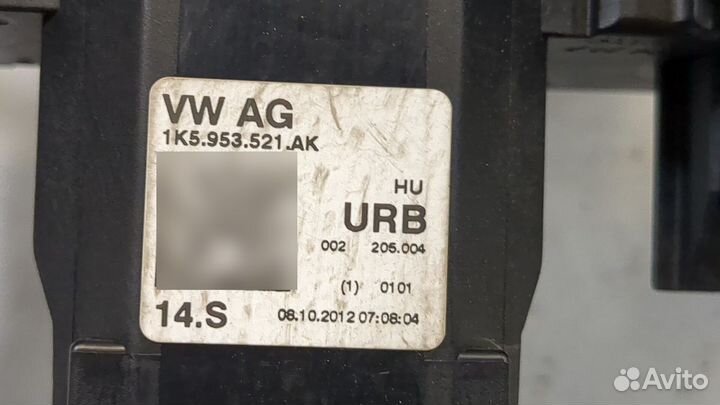 VW AG
1K5.953.521.AK
HU
URB
002 205.004
(1) 0101
14.S
08.10.2012 07:08:04
Avito